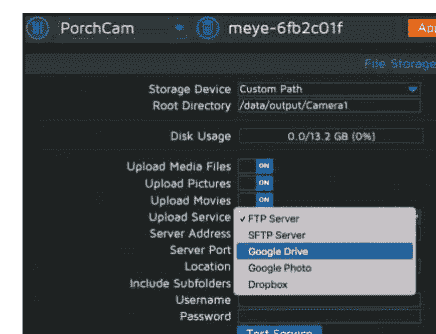 PorchCam meye-6fb2c01f App
File Storage
Storage Device Custom Path
Root Directory /data/output/Camera1
Disk Usage 0.0/13.2 GB (0%)
Upload Media Files ON
Upload Pictures ON
Upload Movies ON
Upload Service ✓ FTP Server
Server Address SFTP Server
Server Port Google Drive
Location Google Photo
Include Subfolders Dropbox
Username
Password
Test Service